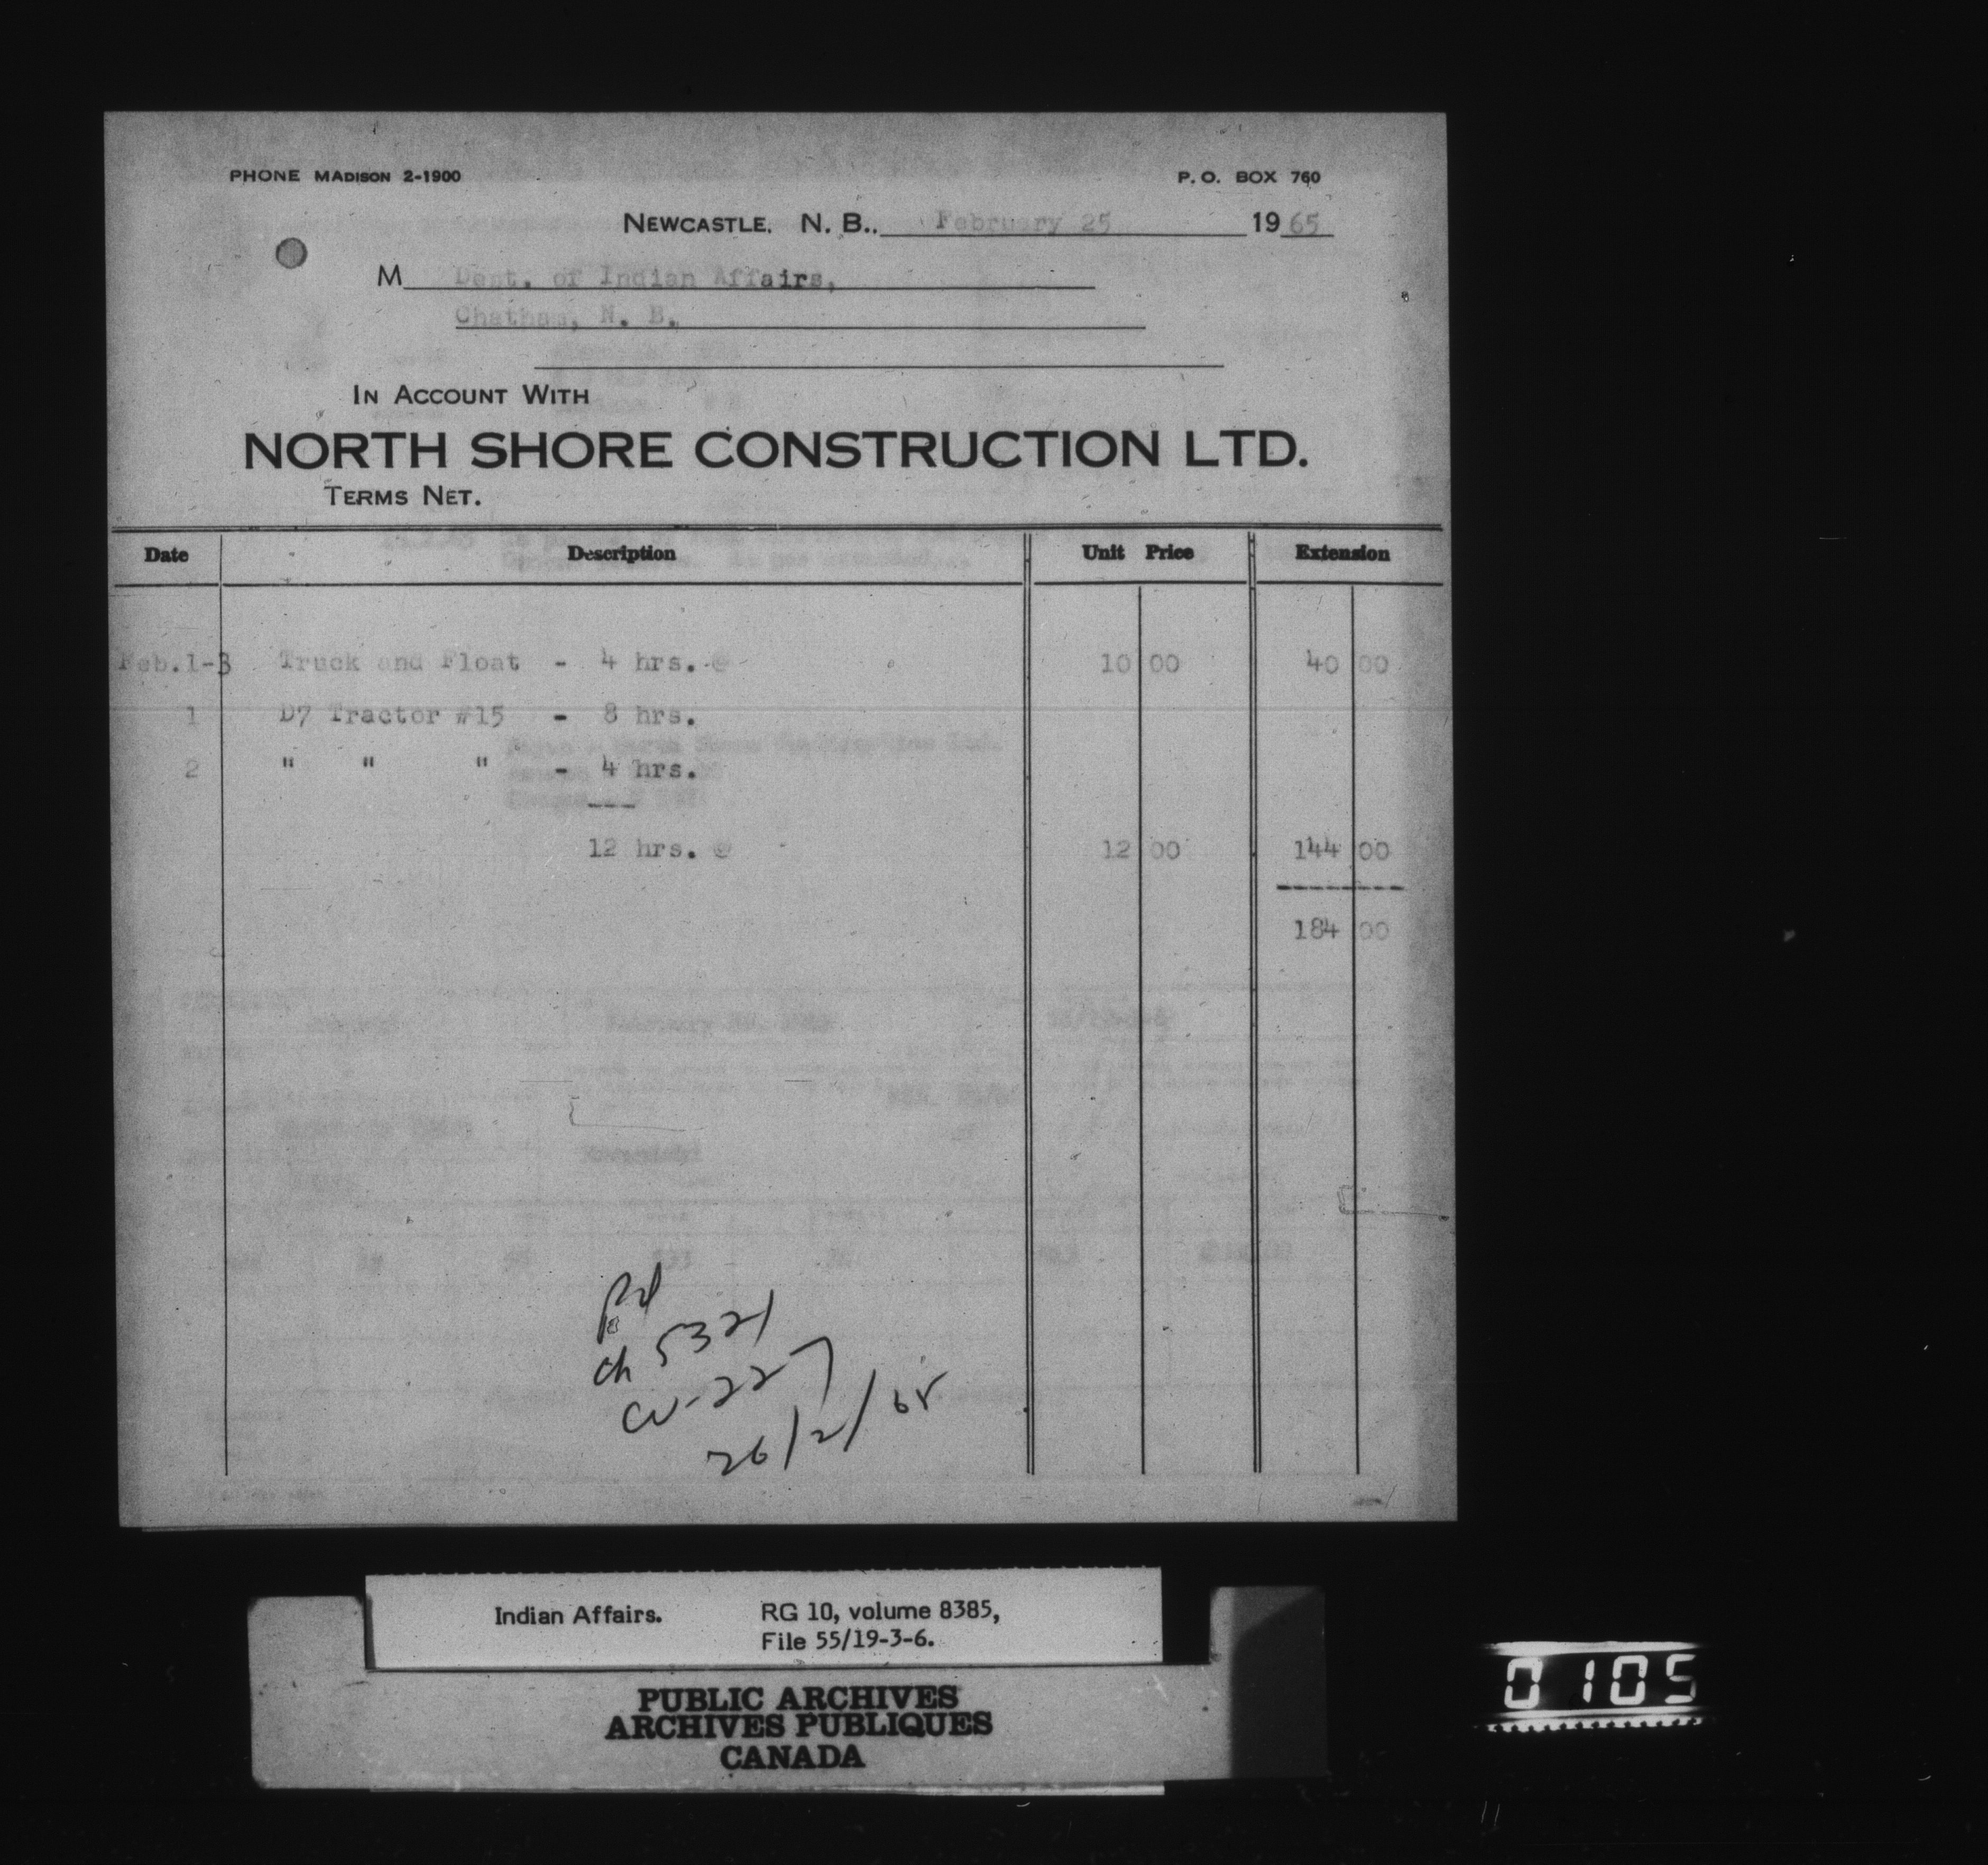 PHONE MADISON 2-1900 P. O. BOX 760
NEWCASTLE, N. B., February 25 1965
M Dept. of Indian Affairs,
Chatham, N. B.
IN ACCOUNT WITH
NORTH SHORE CONSTRUCTION LTD.
TERMS NET.
Date Description Unit Price Extension
Feb.1-3 Truck and Float - 4 hrs. @ 10 00 40 00
1 D7 Tractor #15 - 8 hrs.
2 " " " - 4 hrs.
12 hrs. @ 12 00 144 00
184 00
Pd
ch 5321
CV-227
26/2/65
Indian Affairs. RG 10, volume 8385,
File 55/19-3-6.
PUBLIC ARCHIVES
ARCHIVES PUBLIQUES
CANADA
0105